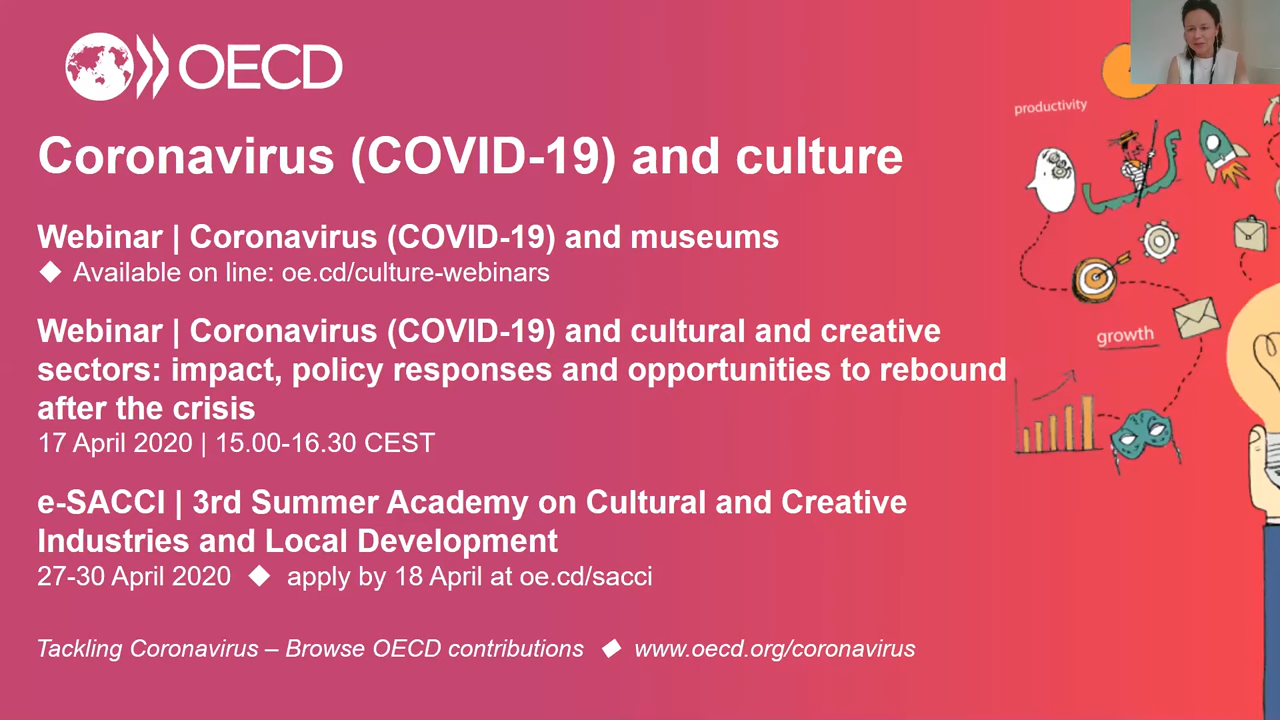 OECD
productivity
Coronavirus (COVID-19) and culture
Webinar | Coronavirus (COVID-19) and museums
◆ Available on line: oe.cd/culture-webinars
Webinar | Coronavirus (COVID-19) and cultural and creative
sectors: impact, policy responses and opportunities to rebound
after the crisis
17 April 2020 | 15.00-16.30 CEST
growth
e-SACCI | 3rd Summer Academy on Cultural and Creative
Industries and Local Development
27-30 April 2020 ◆ apply by 18 April at oe.cd/sacci
Tackling Coronavirus – Browse OECD contributions ◆ www.oecd.org/coronavirus